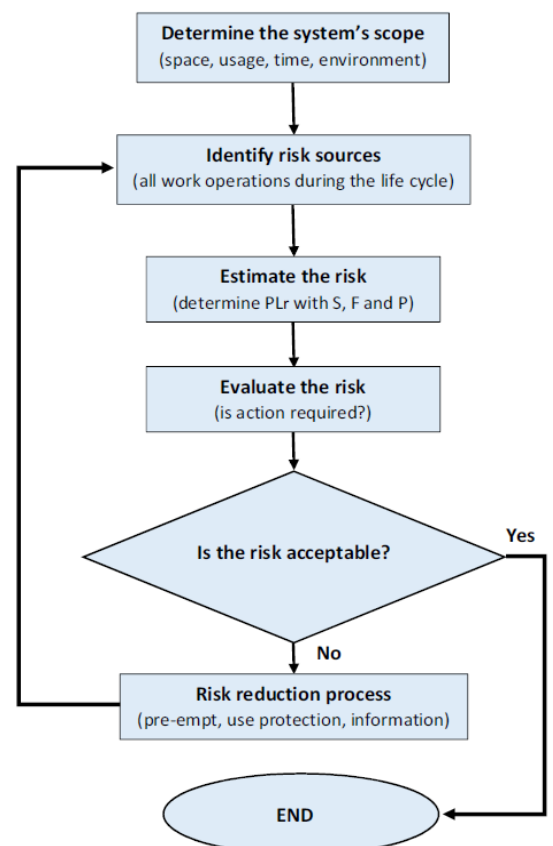 Determine the system's scope
(space, usage, time, environment)
Identify risk sources
(all work operations during the life cycle)
Estimate the risk
(determine PLr with S, F and P)
Evaluate the risk
(is action required?)
Is the risk acceptable?
Yes
No
Risk reduction process
(pre-empt, use protection, information)
END